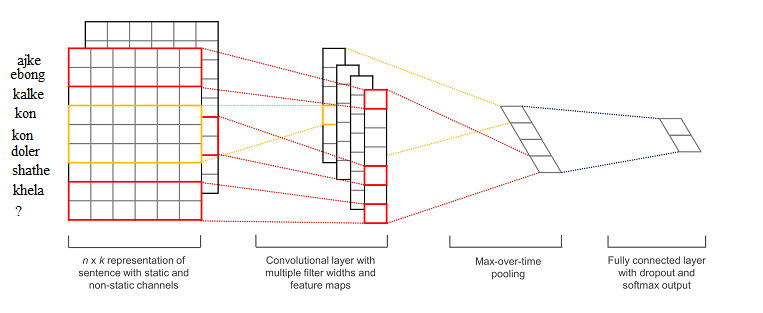 ajke
ebong
kalke
kon
kon
doler
shathe
khela
?
n x k representation of
sentence with static and
non-static channels
Convolutional layer with
multiple filter widths and
feature maps
Max-over-time
pooling
Fully connected layer
with dropout and
softmax output